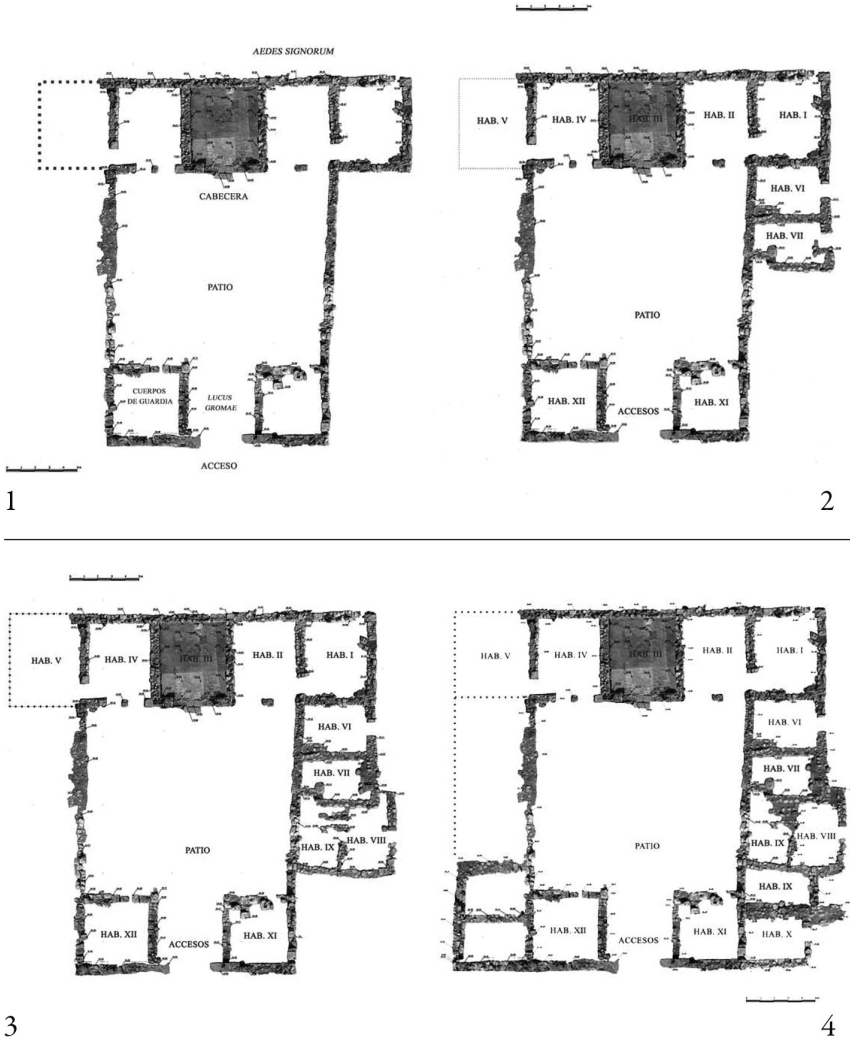 AEDES SIGNORUM
CABECERA
PATIO
CUERPOS
DE GUARDIA
LUCUS
GROMAE
ACCESO
1
HAB. V
HAB. IV
HAB. III
HAB. II
HAB. I
HAB. VI
HAB. VII
PATIO
HAB. XII
ACCESOS
HAB. XI
2
HAB. V
HAB. IV
HAB. III
HAB. II
HAB. I
HAB. VI
HAB. VII
HAB. VIII
HAB. IX
PATIO
HAB. XII
ACCESOS
HAB. XI
3
HAB. V
HAB. IV
HAB. III
HAB. II
HAB. I
HAB. VI
HAB. VII
HAB. VIII
HAB. IX
PATIO
HAB. IX
HAB. XII
ACCESOS
HAB. XI
HAB. X
4